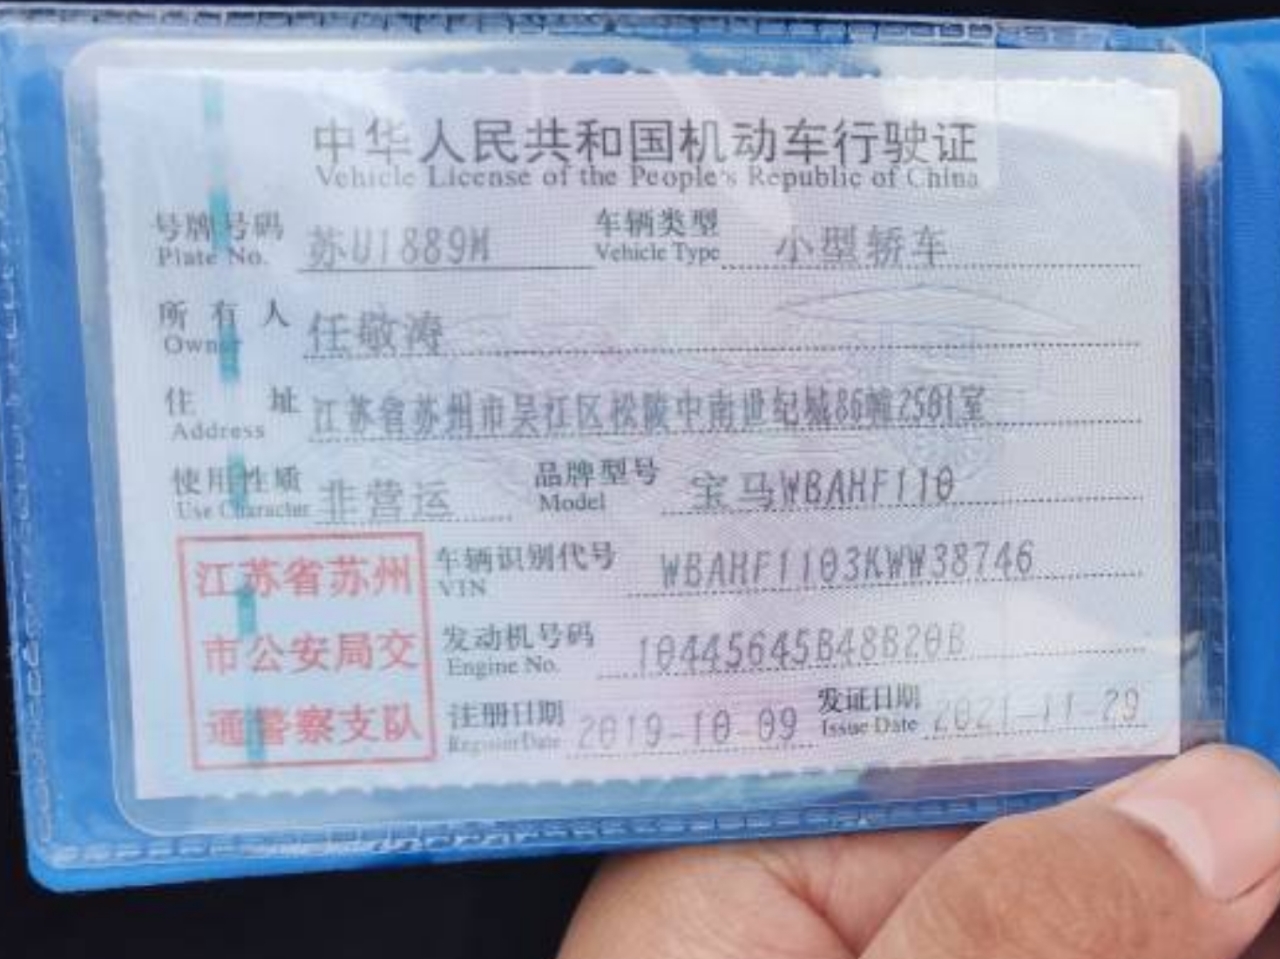 中华人民共和国机动车行驶证
Vehicle License of the People's Republic of China
号牌号码 苏U1889M 车辆类型 小型轿车
Plate No. Vehicle Type
所有人 任敬涛
Owner
住址 江苏省苏州市吴江区松陵中南世纪城86幢2501室
Address
使用性质 非营运 品牌型号 宝马WBAHF110
Use Character Model
江苏省苏州 车辆识别代号 WBAHF1103KWW38746
VIN
市公安局交 发动机号码 10445645B48B20B
Engine No.
通警察支队 注册日期 2019-10-09 发证日期 2021-11-29
Register Date Issue Date